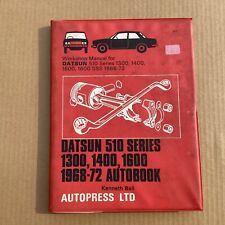 Workshop Manual for
DATSUN 510 Series 1300, 1400,
1600, 1600 SSS 1968-72
DATSUN 510 SERIES
1300, 1400, 1600
1968-72 AUTOBOOK
Kenneth Ball
AUTOPRESS LTD